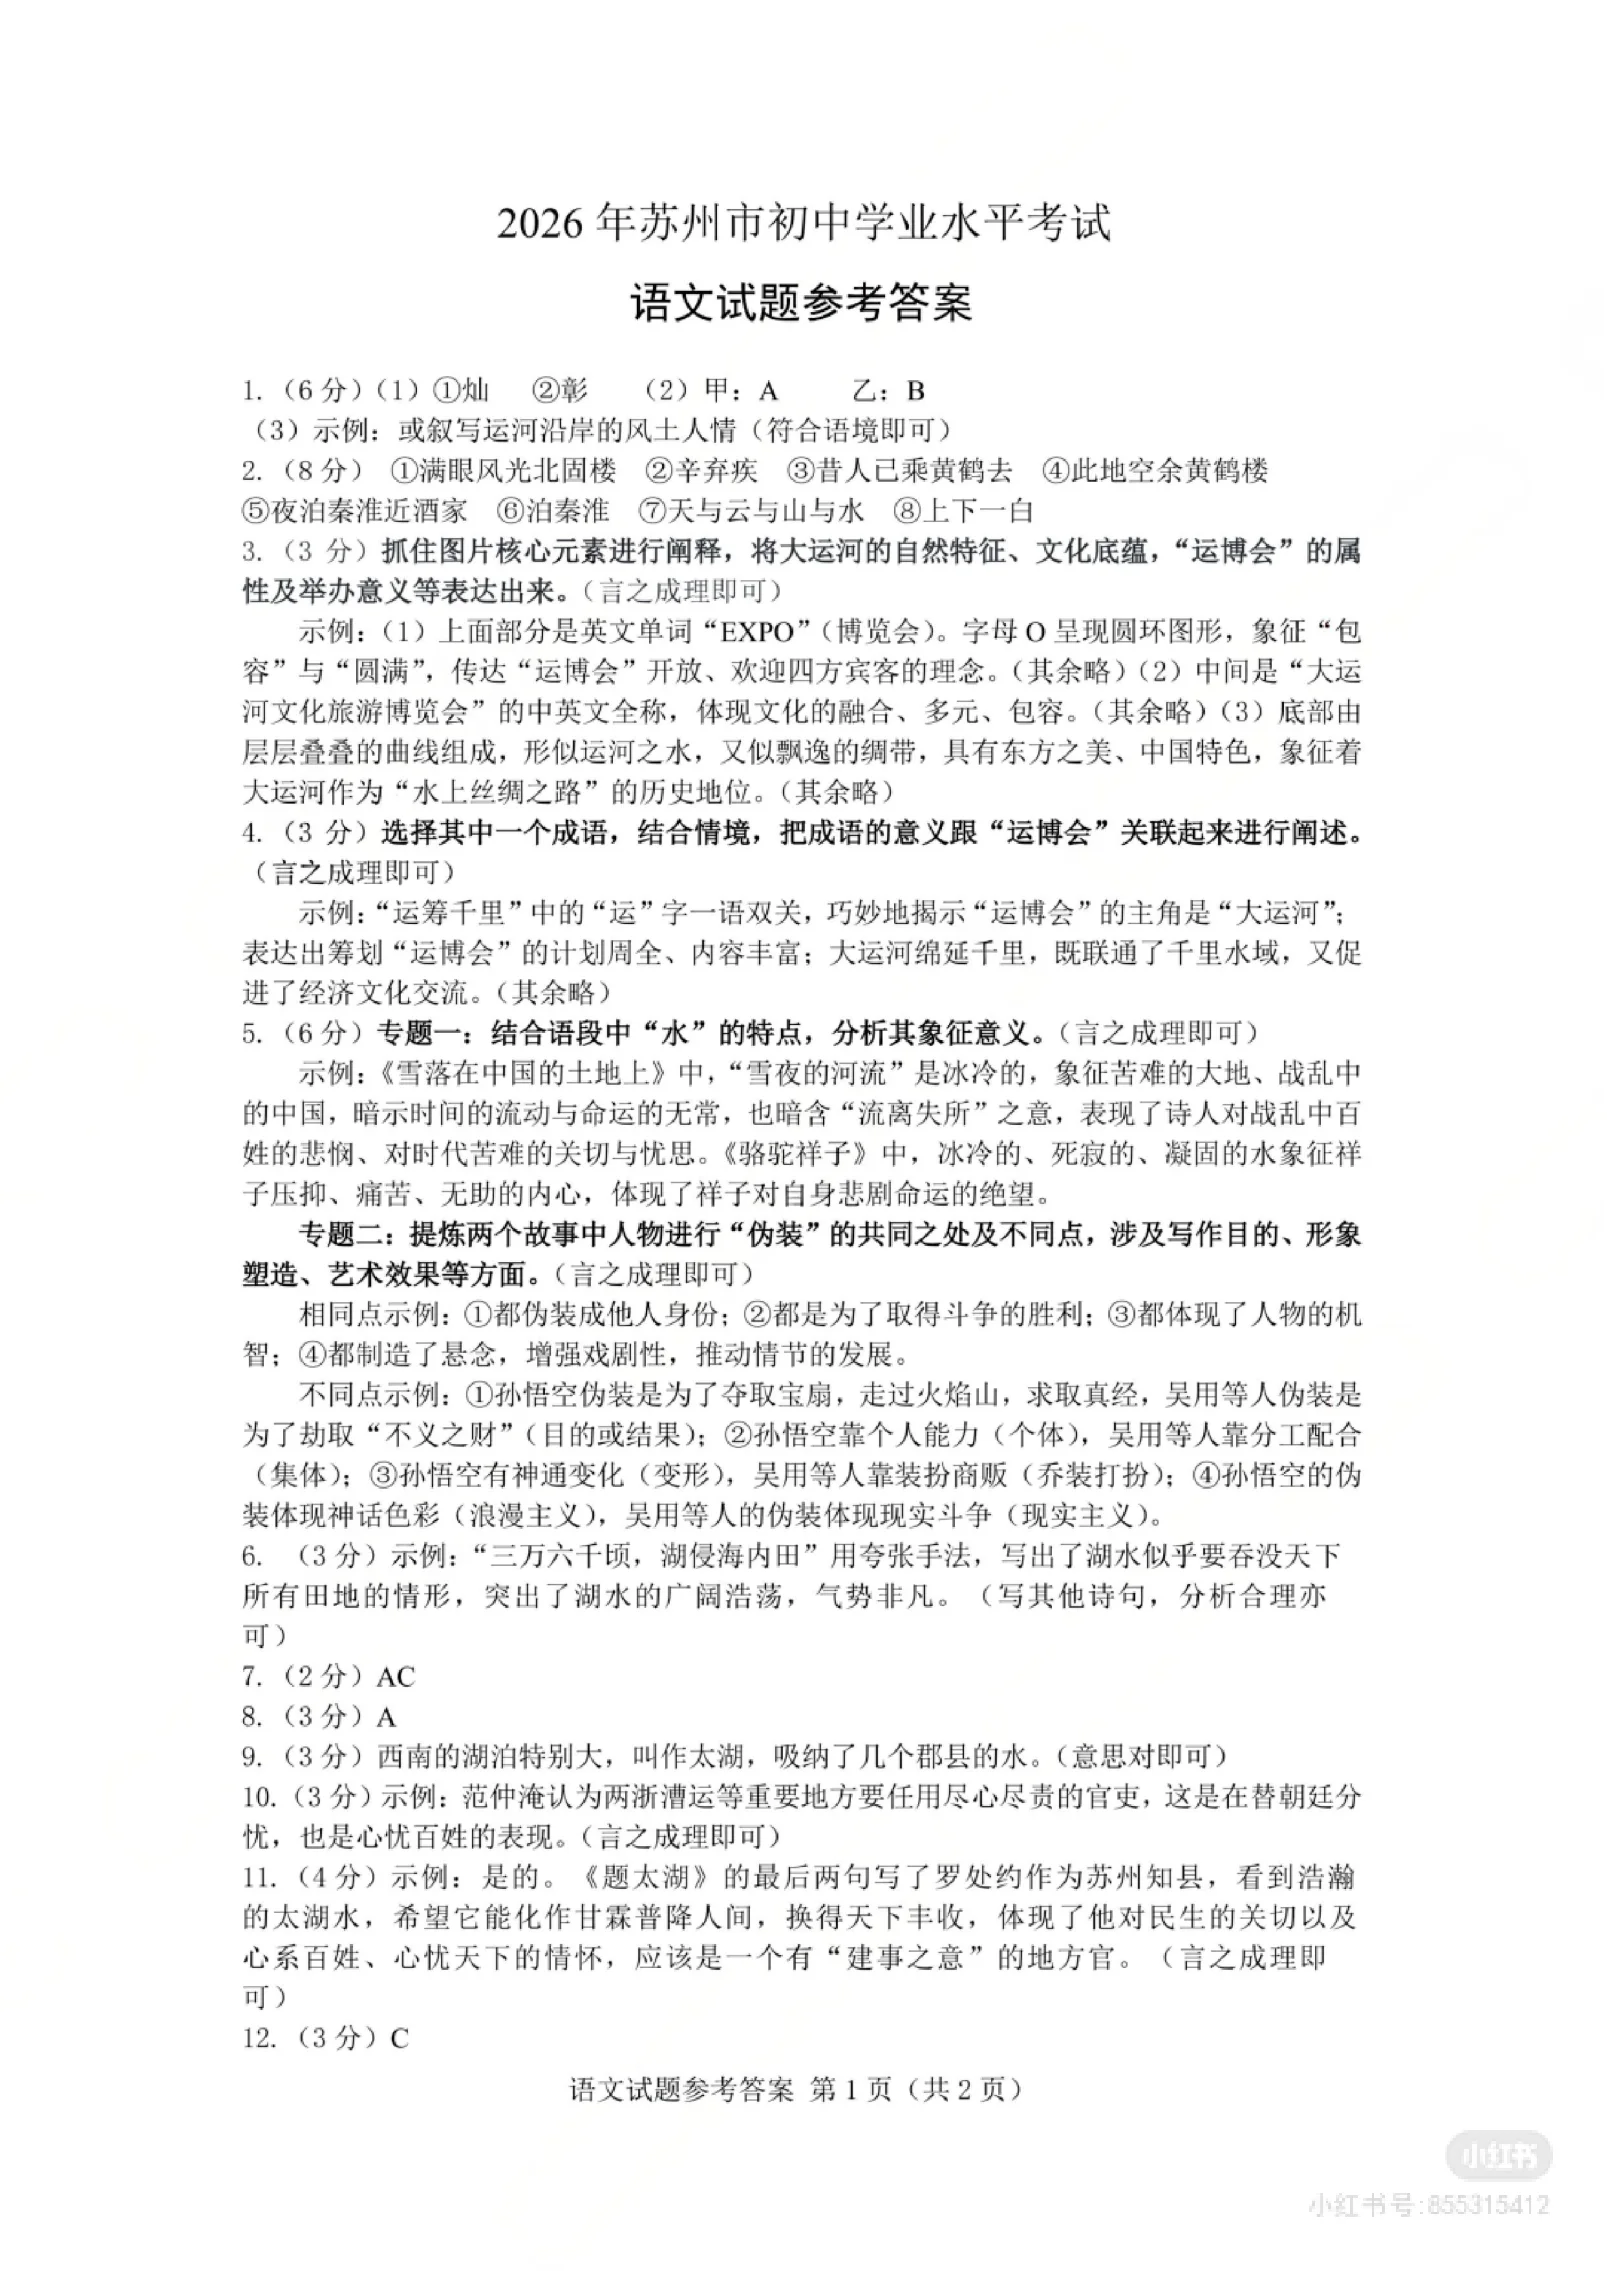 2026 年苏州市初中学业水平考试
语文试题参考答案
1.（6 分）（1）①灿 ②彰 （2）甲：A 乙：B
（3）示例：或叙写运河沿岸的风土人情（符合语境即可）
2.（8 分） ①满眼风光北固楼 ②辛弃疾 ③昔人已乘黄鹤去 ④此地空余黄鹤楼
⑤夜泊秦淮近酒家 ⑥泊秦淮 ⑦天与云与山与水 ⑧上下一白
3.（3 分）抓住图片核心元素进行阐释，将大运河的自然特征、文化底蕴，“运博会”的属
性及举办意义等表达出来。（言之成理即可）
示例：（1）上面部分是英文单词“EXPO”（博览会）。字母 O 呈现圆环图形，象征“包
容”与“圆满”，传达“运博会”开放、欢迎四方宾客的理念。（其余略）（2）中间是“大运
河文化旅游博览会”的中英文全称，体现文化的融合、多元、包容。（其余略）（3）底部由
层层叠叠的曲线组成，形似运河之水，又似飘逸的绸带，具有东方之美、中国特色，象征着
大运河作为“水上丝绸之路”的历史地位。（其余略）
4.（3 分）选择其中一个成语，结合情境，把成语的意义跟“运博会”关联起来进行阐述。
（言之成理即可）
示例：“运筹千里”中的“运”字一语双关，巧妙地揭示“运博会”的主角是“大运河”；
表达出筹划“运博会”的计划周全、内容丰富；大运河绵延千里，既联通了千里水域，又促
进了经济文化交流。（其余略）
5.（6 分）专题一：结合语段中“水”的特点，分析其象征意义。（言之成理即可）
示例：《雪落在中国的土地上》中，“雪夜的河流”是冰冷的，象征苦难的大地、战乱中
的中国，暗示时间的流动与命运的无常，也暗含“流离失所”之意，表现了诗人对战乱中百
姓的悲悯、对时代苦难的关切与忧思。《骆驼祥子》中，冰冷的、死寂的、凝固的水象征祥
子压抑、痛苦、无助的内心，体现了祥子对自身悲剧命运的绝望。
专题二：提炼两个故事中人物进行“伪装”的共同之处及不同点，涉及写作目的、形象
塑造、艺术效果等方面。（言之成理即可）
相同点示例：①都伪装成他人身份；②都是为了取得斗争的胜利；③都体现了人物的机
智；④都制造了悬念，增强戏剧性，推动情节的发展。
不同点示例：①孙悟空伪装是为了夺取宝扇，走过火焰山，求取真经，吴用等人伪装是
为了劫取“不义之财”（目的或结果）；②孙悟空靠个人能力（个体），吴用等人靠分工配合
（集体）；③孙悟空有神通变化（变形），吴用等人靠装扮商贩（乔装打扮）；④孙悟空的伪
装体现神话色彩（浪漫主义），吴用等人的伪装体现现实斗争（现实主义）。
6. （3 分）示例：“三万六千顷，湖侵海内田”用夸张手法，写出了湖水似乎要吞没天下
所有田地的情形，突出了湖水的广阔浩荡，气势非凡。（写其他诗句，分析合理亦
可）
7.（2 分）AC
8.（3 分）A
9.（3 分）西南的湖泊特别大，叫作太湖，吸纳了几个郡县的水。（意思对即可）
10.（3 分）示例：范仲淹认为两浙漕运等重要地方要任用尽心尽责的官吏，这是在替朝廷分
忧，也是心忧百姓的表现。（言之成理即可）
11.（4 分）示例：是的。《题太湖》的最后两句写了罗处约作为苏州知县，看到浩瀚
的太湖水，希望它能化作甘霖普降人间，换得天下丰收，体现了他对民生的关切以及
心系百姓、心忧天下的情怀，应该是一个有“建事之意”的地方官。（言之成理即
可）
12.（3 分）C
语文试题参考答案 第 1 页（共 2 页）
小红书
小红书号:855315412